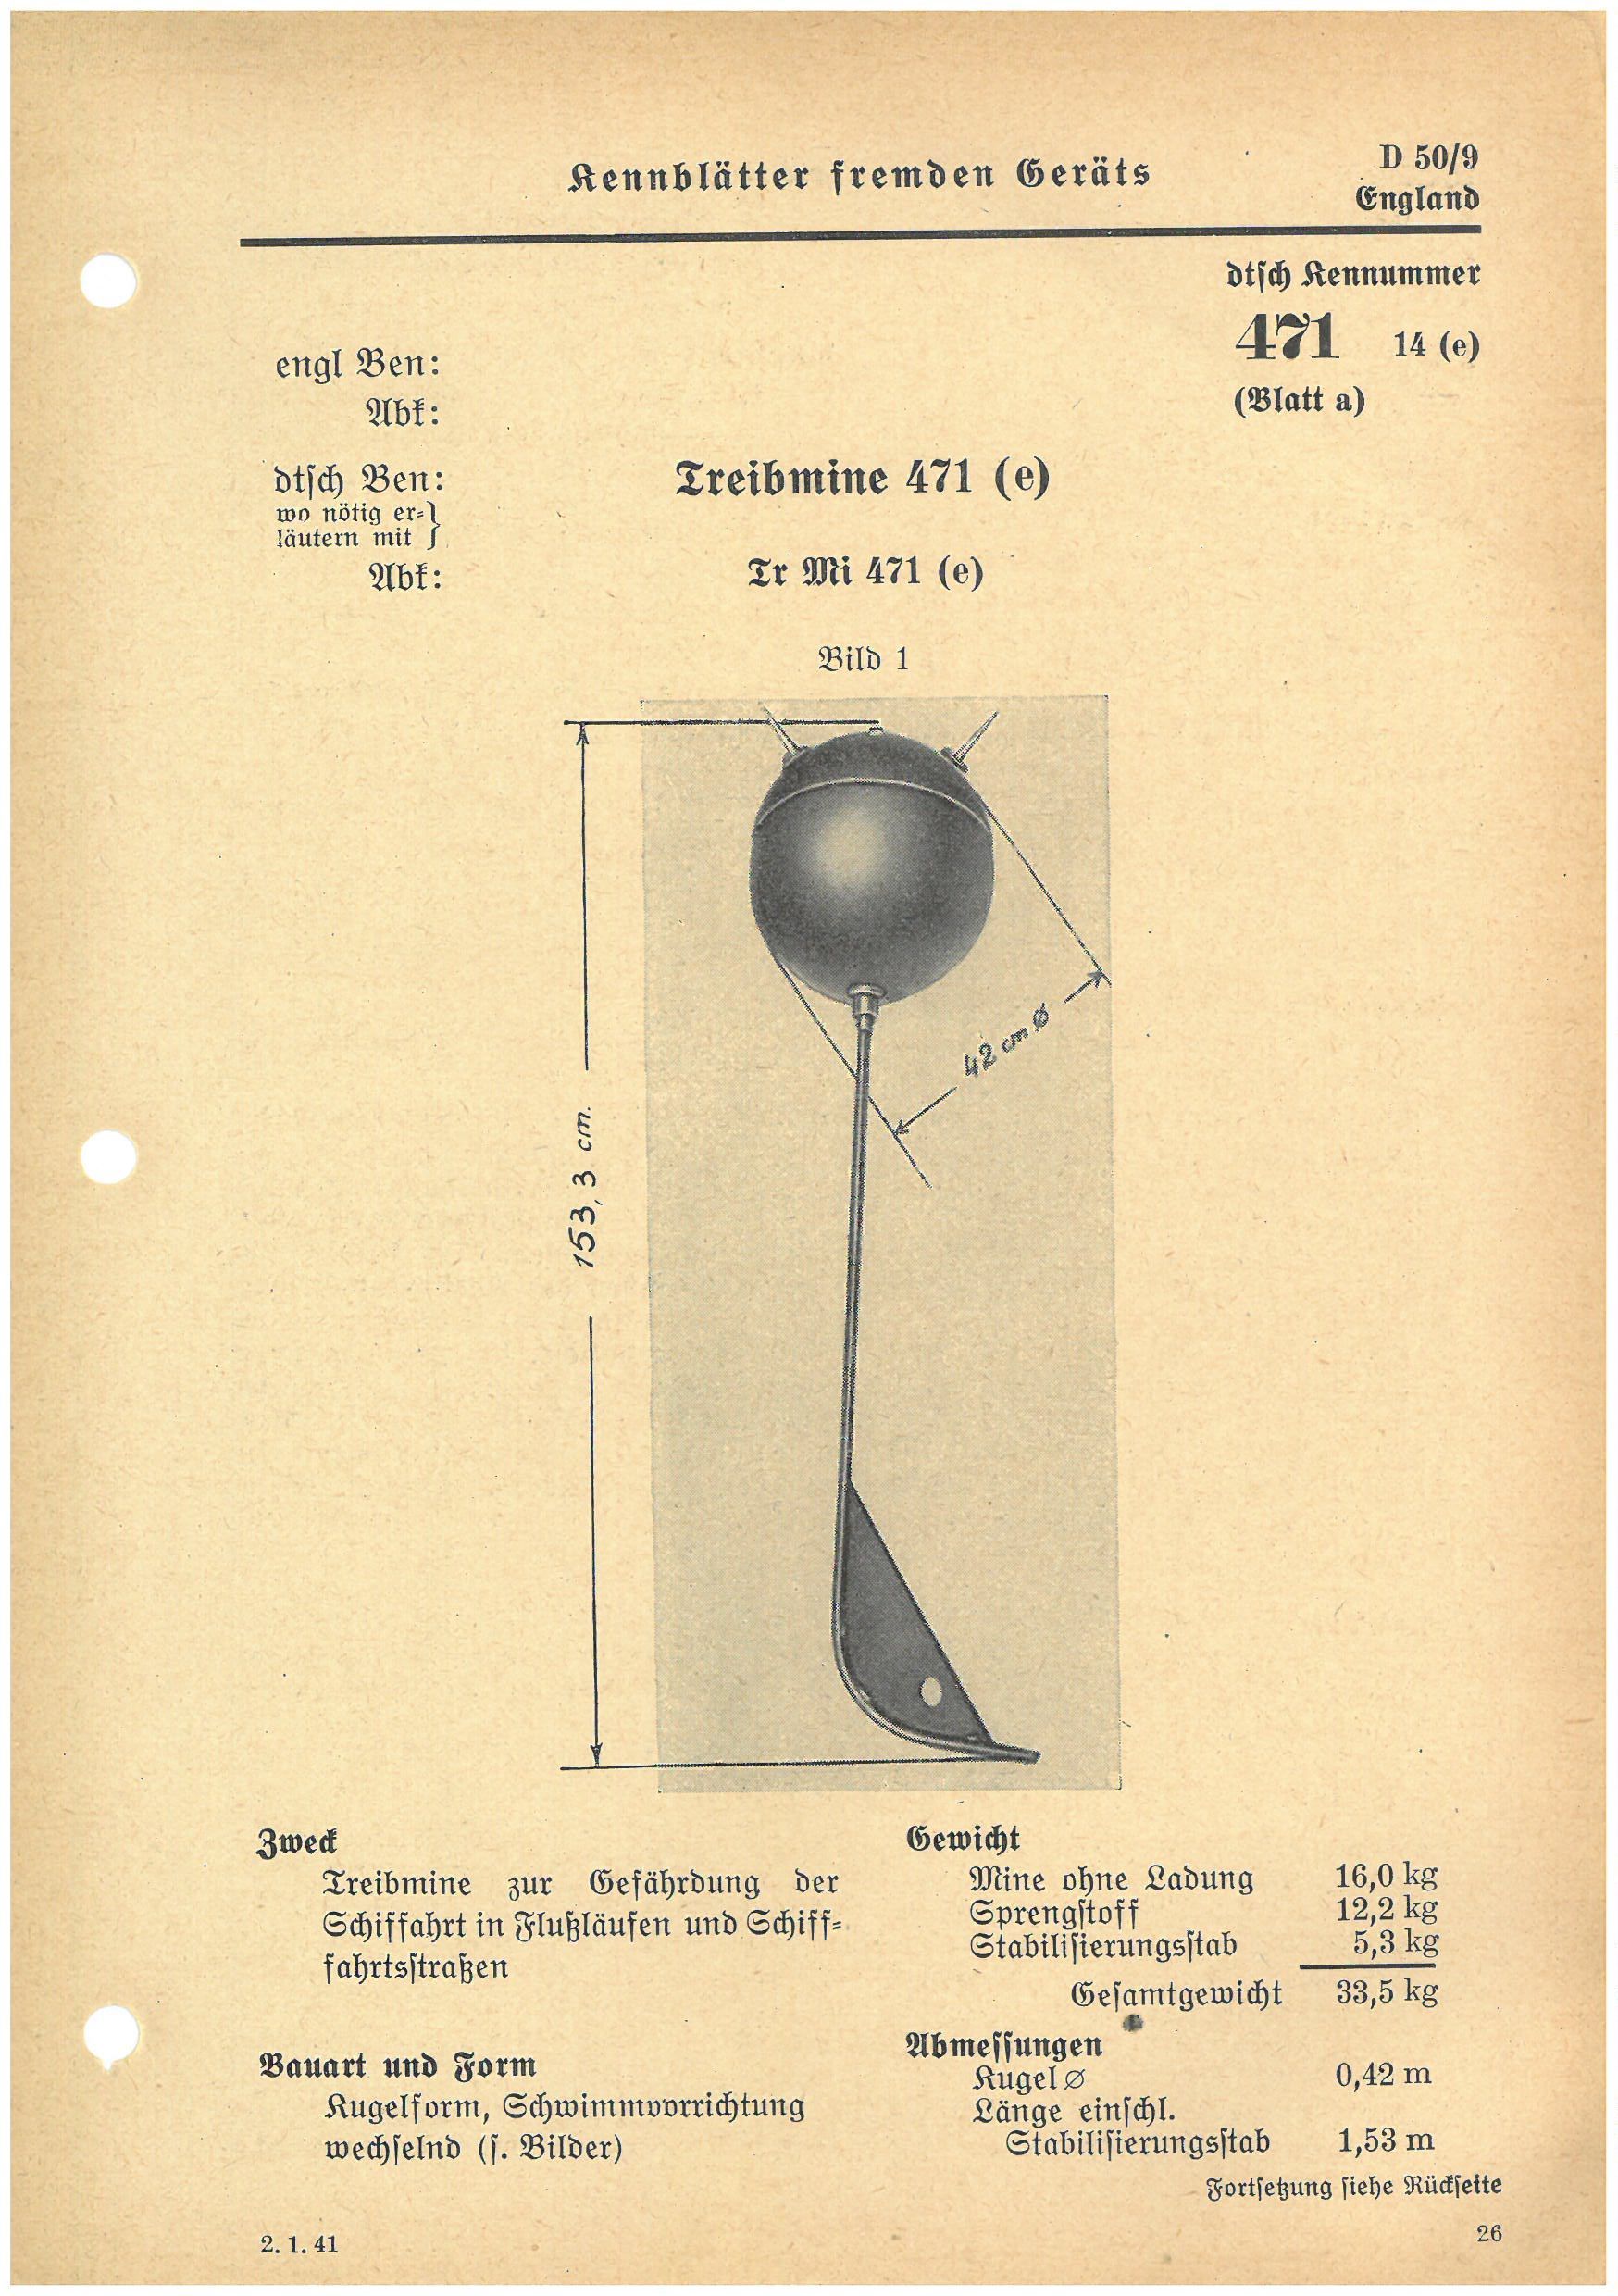 Kennblätter fremden Geräts
D 50/9
England
dtsch Kennummer
471 14 (e)
(Blatt a)
engl Ben:
Abk:
dtsch Ben:
wo nötig er=}
läutern mit
Treibmine 471 (e)
Abk:
Tr Mi 471 (e)
Bild 1
153,3 cm.
42 cm Ø
Zweck
Treibmine zur Gefährdung der
Schiffahrt in Flußläufen und Schiff=
fahrtsstraßen
Bauart und Form
Kugelform, Schwimmvorrichtung
wechselnd (s. Bilder)
Gewicht
Mine ohne Ladung 16,0 kg
Sprengstoff 12,2 kg
Stabilisierungsstab 5,3 kg
Gesamtgewicht 33,5 kg
Abmessungen
Kugel ∅ 0,42 m
Länge einschl.
Stabilisierungsstab 1,53 m
Fortsetzung siehe Rückseite
2. 1. 41
26